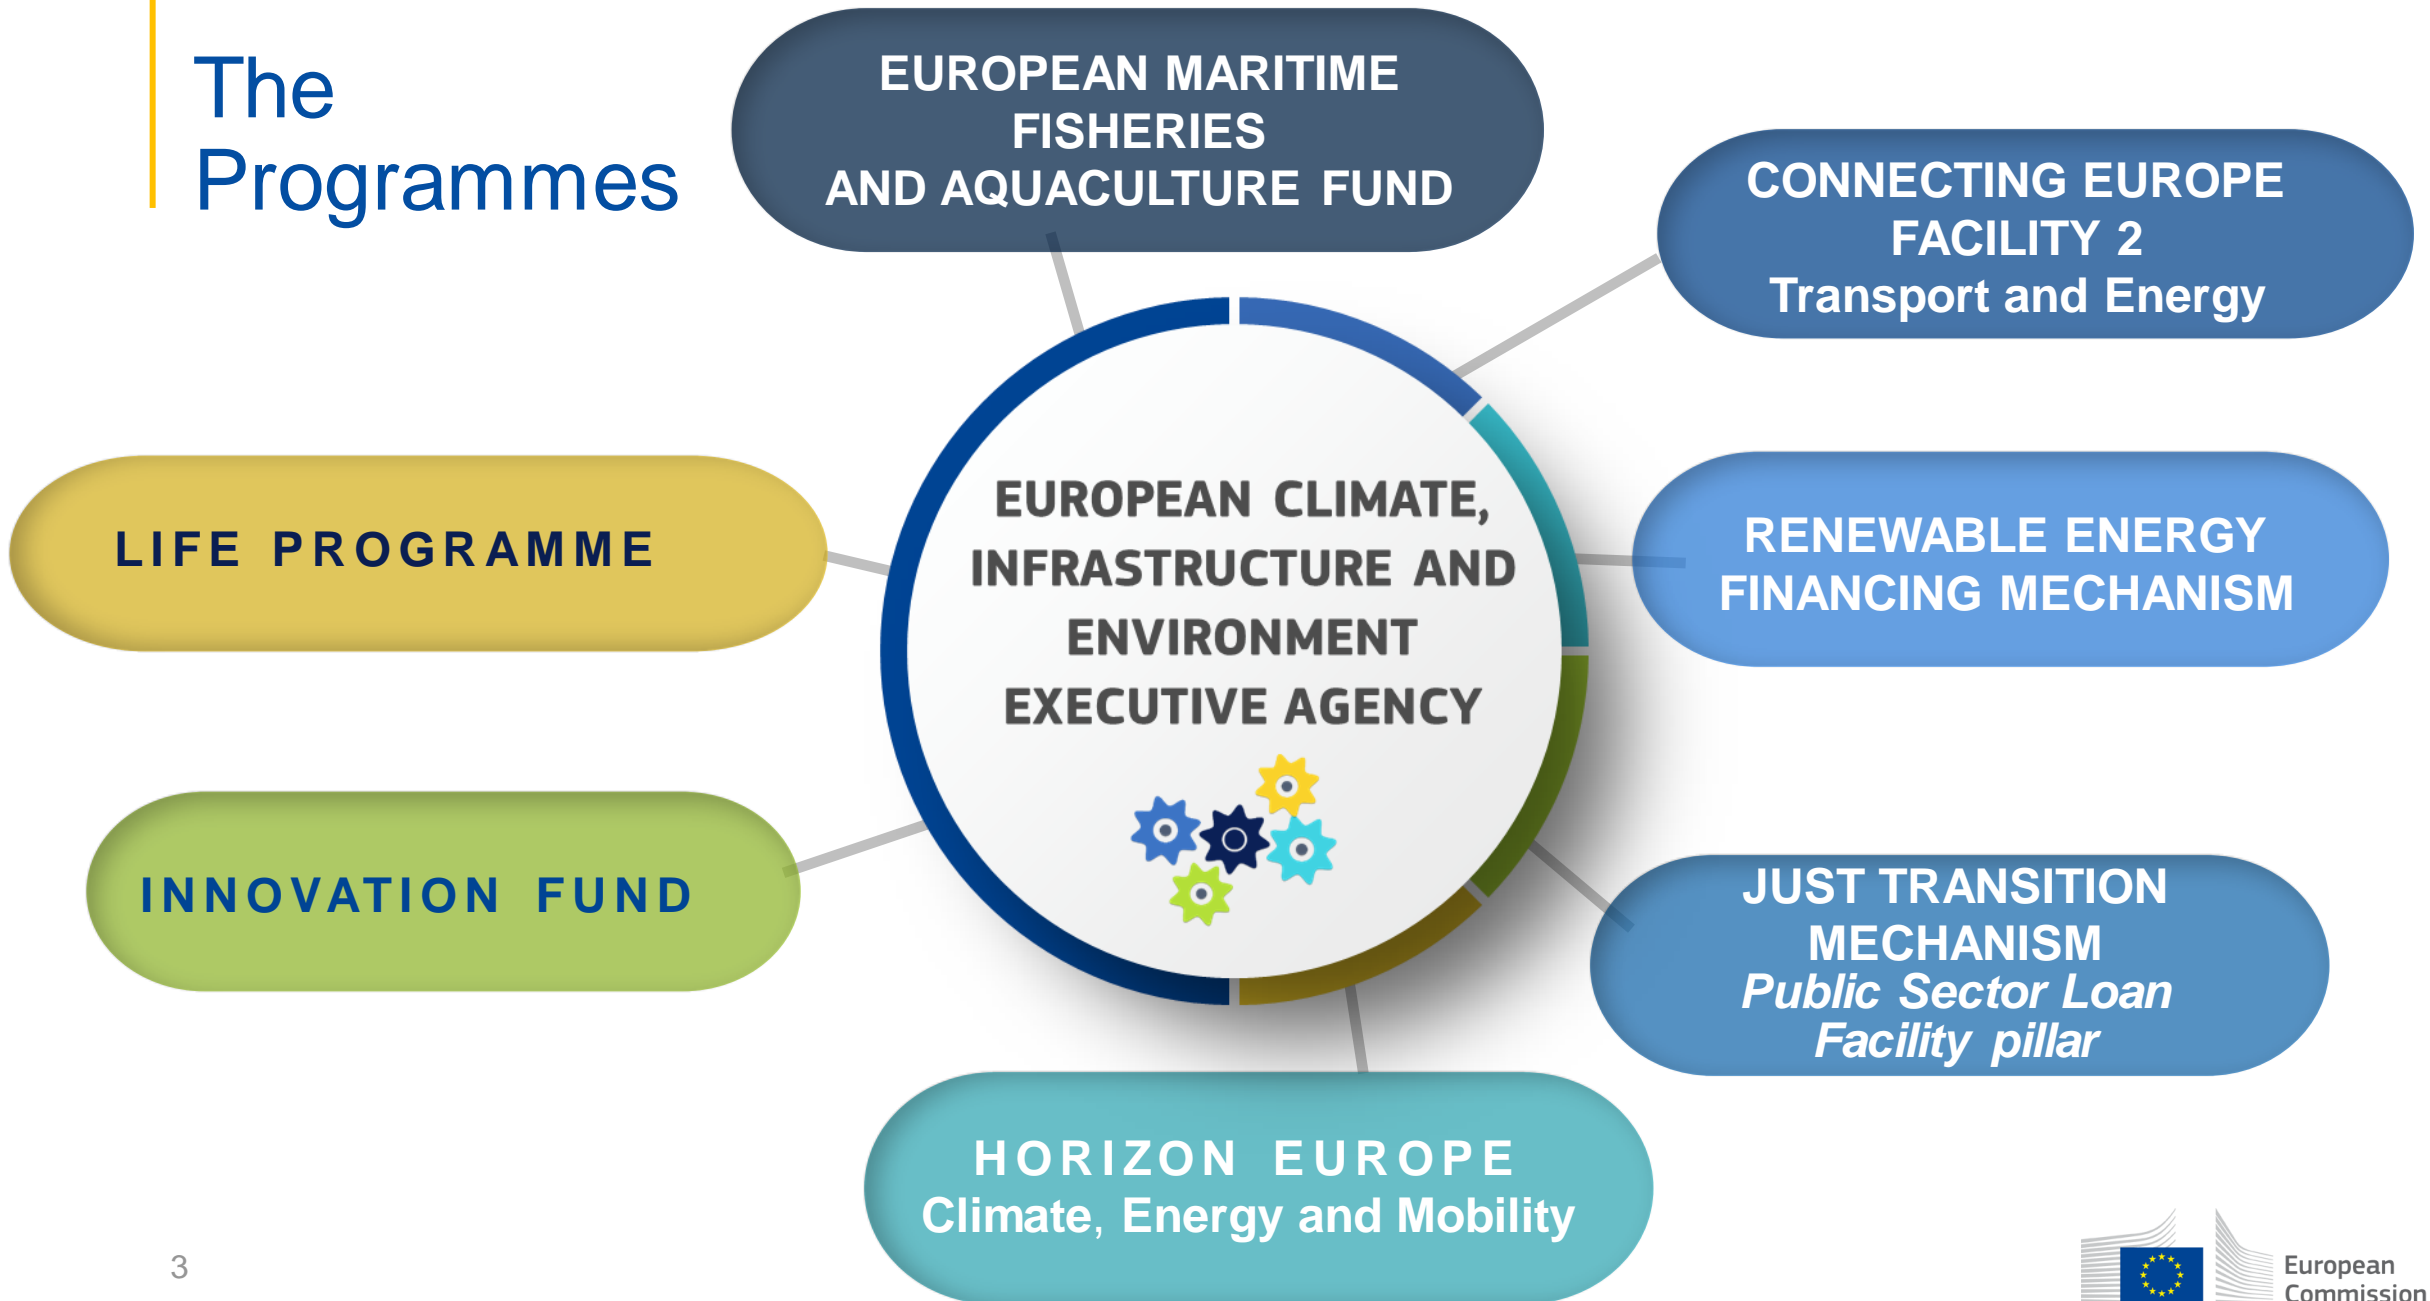 The
Programmes
EUROPEAN MARITIME
FISHERIES
AND AQUACULTURE FUND
CONNECTING EUROPE
FACILITY 2
Transport and Energy
LIFE PROGRAMME
EUROPEAN CLIMATE,
INFRASTRUCTURE AND
ENVIRONMENT
EXECUTIVE AGENCY
RENEWABLE ENERGY
FINANCING MECHANISM
INNOVATION FUND
JUST TRANSITION
MECHANISM
Public Sector Loan
Facility pillar
HORIZON EUROPE
Climate, Energy and Mobility
3
European
Commission